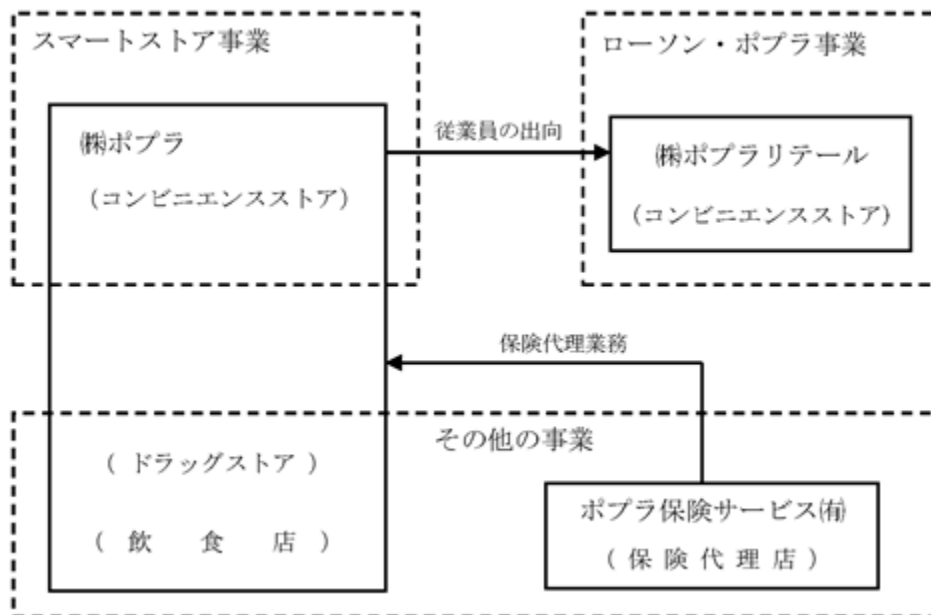 スマートストア事業
ローソン・ポプラ事業
㈱ポプラ
(コンビニエンスストア)
従業員の出向
㈱ポプラリテール
(コンビニエンスストア)
保険代理業務
その他の事業
( ドラッグストア )
( 飲 食 店 )
ポプラ保険サービス㈲
( 保 険 代 理 店 )